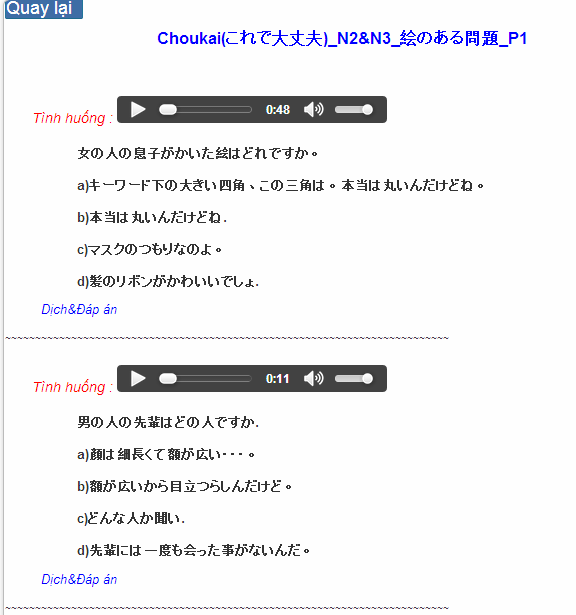 Quay lại
Choukai(これで大丈夫)_N2&N3_絵のある問題_P1
Tình huống : 0:48
女の人の息子がかいた絵はどれですか。
a)キーワード下の大きい四角、この三角は。本当は丸いんだけどね。
b)本当は丸いんだけどね.
c)マスクのつもりなのよ。
d)髪のリボンがかわいいでしょ.
Dịch&Đáp án
~~~~~~~~~~~~~~~~~~~~~~~~~~~~~~~~~~~~~~~~~~~~~~~~~~~~~~~~~~
Tình huống : 0:11
男の人の先輩はどの人ですか.
a)顔は細長くて額が広い・・・。
b)額が広いから目立つらしんだけど。
c)どんな人か聞い.
d)先輩には一度も会った事がないんだ。
Dịch&Đáp án
~~~~~~~~~~~~~~~~~~~~~~~~~~~~~~~~~~~~~~~~~~~~~~~~~~~~~~~~~~